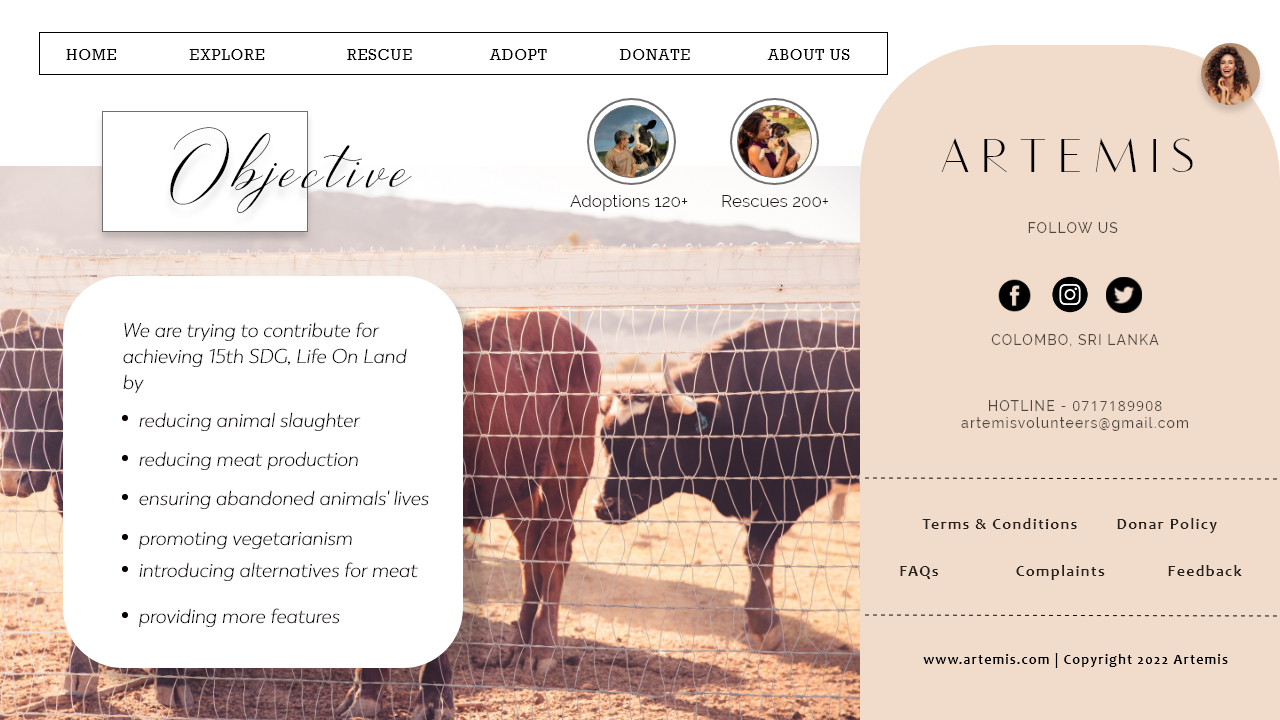 HOME EXPLORE RESCUE ADOPT DONATE ABOUT US
Objective
Adoptions 120+ Rescues 200+
We are trying to contribute for
achieving 15th SDG, Life On Land
by
• reducing animal slaughter
• reducing meat production
• ensuring abandoned animals' lives
• promoting vegetarianism
• introducing alternatives for meat
• providing more features
ARTEMIS
FOLLOW US
COLOMBO, SRI LANKA
HOTLINE - 0717189908
artemisvolunteers@gmail.com
Terms & Conditions Donar Policy
FAQs Complaints Feedback
www.artemis.com | Copyright 2022 Artemis